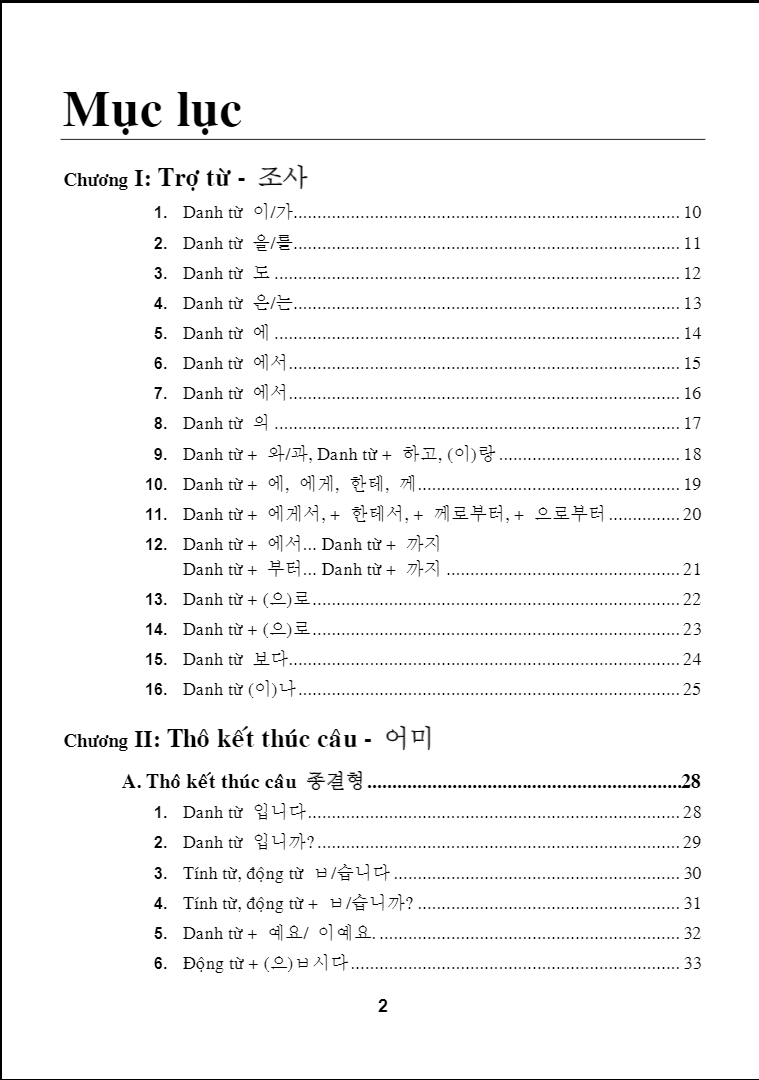 Mục lục
Chương I: Trợ từ - 조사
1. Danh từ 이/가 10
2. Danh từ 을/를 11
3. Danh từ 도 12
4. Danh từ 은/는 13
5. Danh từ 에 14
6. Danh từ 에서 15
7. Danh từ 에서 16
8. Danh từ 의 17
9. Danh từ + 와/과, Danh từ + 하고, (이)랑 18
10. Danh từ + 에, 에게, 한테, 께 19
11. Danh từ + 에게서, + 한테서, + 께로부터, + 으로부터 20
12. Danh từ + 에서... Danh từ + 까지
Danh từ + 부터... Danh từ + 까지 21
13. Danh từ + (으)로 22
14. Danh từ + (으)로 23
15. Danh từ 보다 24
16. Danh từ (이)나 25
Chương II: Thô kết thúc câu - 어미
A. Thô kết thúc câu 종결형 28
1. Danh từ 입니다 28
2. Danh từ 입니까? 29
3. Tính từ, động từ ㅂ/습니다 30
4. Tính từ, động từ + ㅂ/습니까? 31
5. Danh từ + 예요/ 이예요. 32
6. Động từ + (으)ㅂ시다 33
2